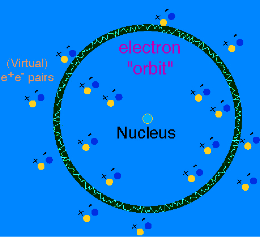 electron
"orbit"
(Virtual)
e⁺e⁻ pairs
Nucleus